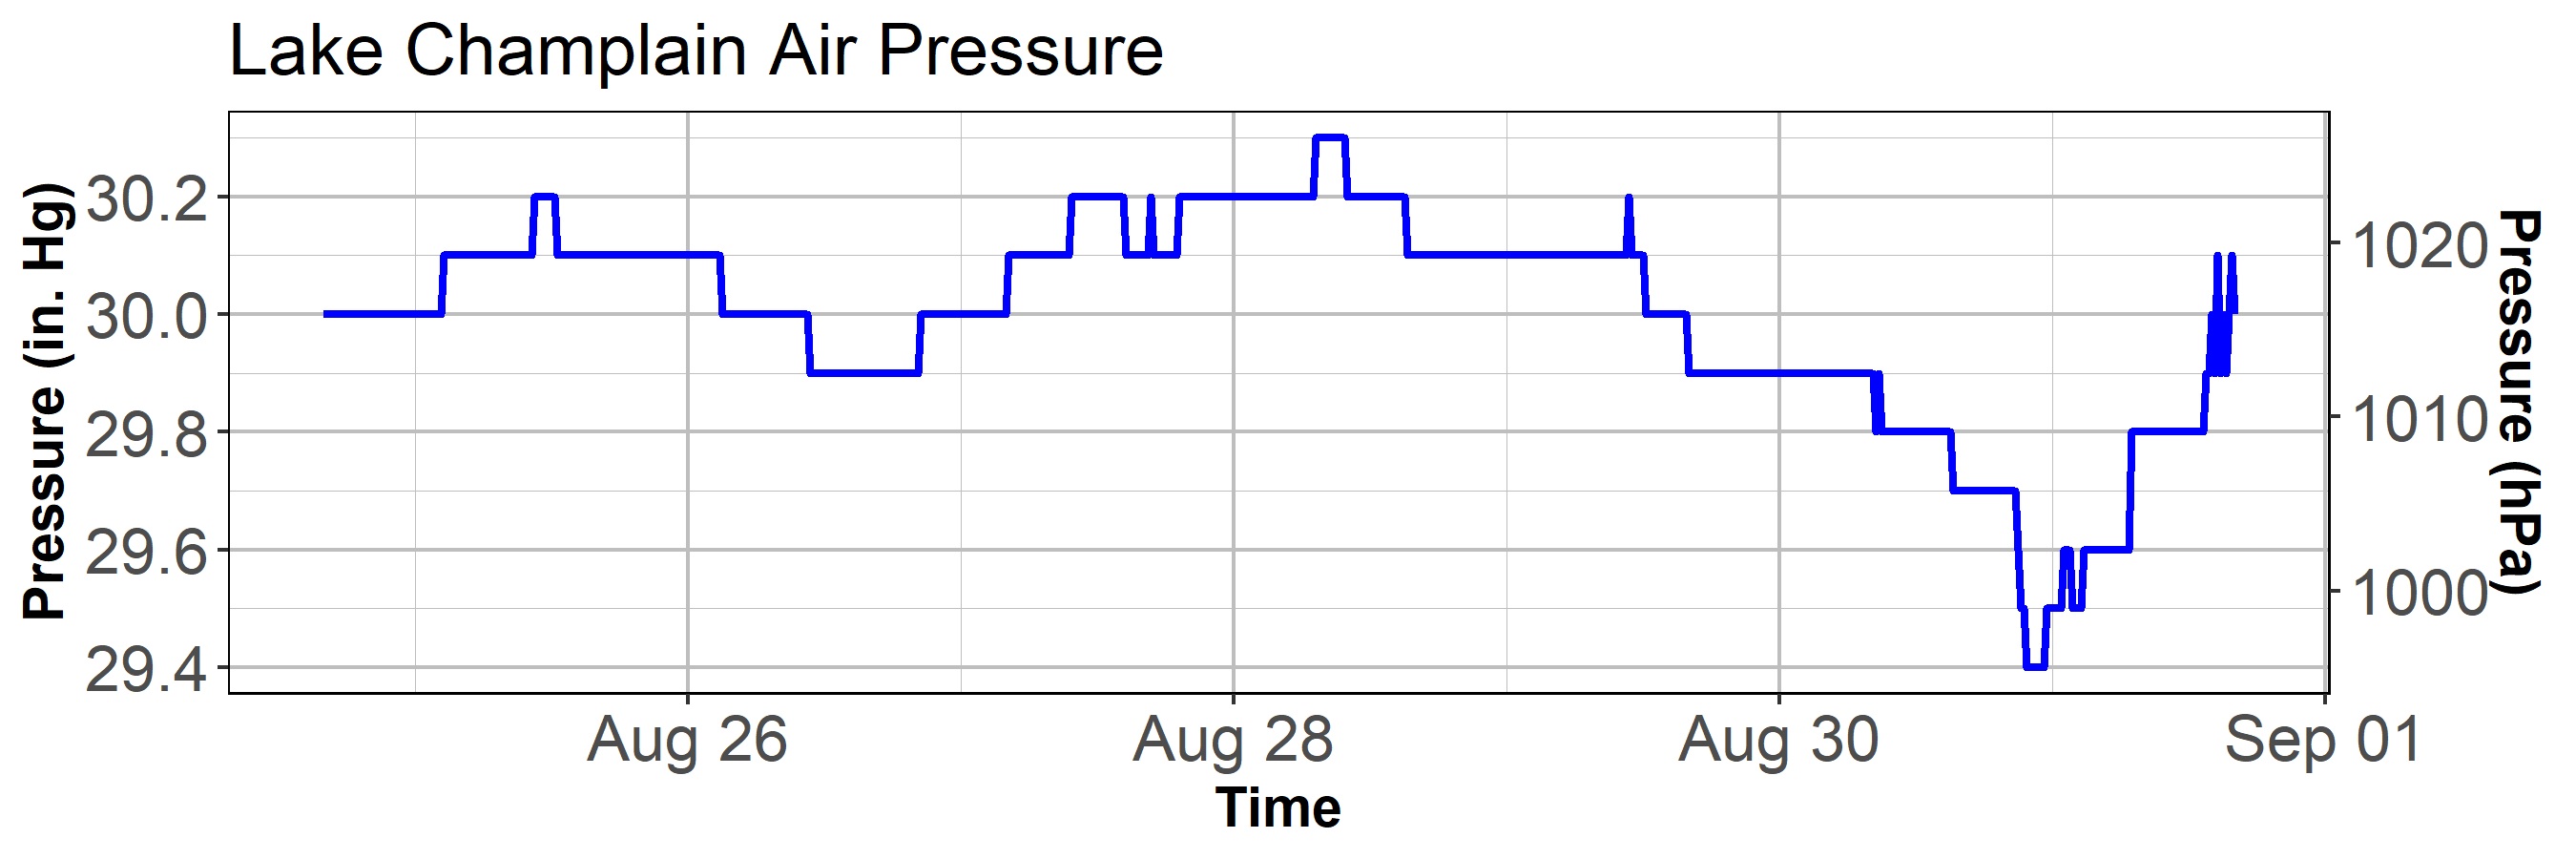 Lake Champlain Air Pressure
Pressure (in. Hg)
30.2
30.0
29.8
29.6
29.4
1020
1010
1000
Pressure (hPa)
Aug 26
Aug 28
Aug 30
Sep 01
Time